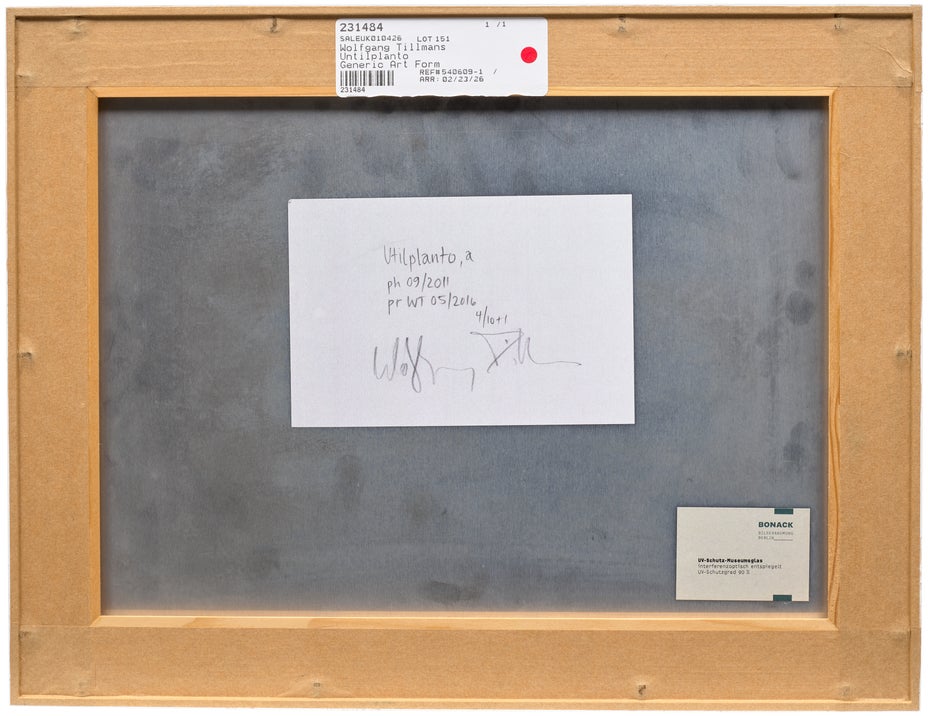 231484 1 /1
SALEUK010426 LOT 151
Wolfgang Tillmans
Untilplanto
Generic Art Form
REF#540609-1 /
ARR: 02/23/26
231484
Utilplanto, a
ph 09/2011
pr WT 05/2016
4/10+1
Wolfgang Tillmans
BONACK
BILDERRAHMUNG
BERLIN
UV-Schutz-Museumsglas
Interferenzoptisch entspiegelt
UV-Schutzgrad 90 %